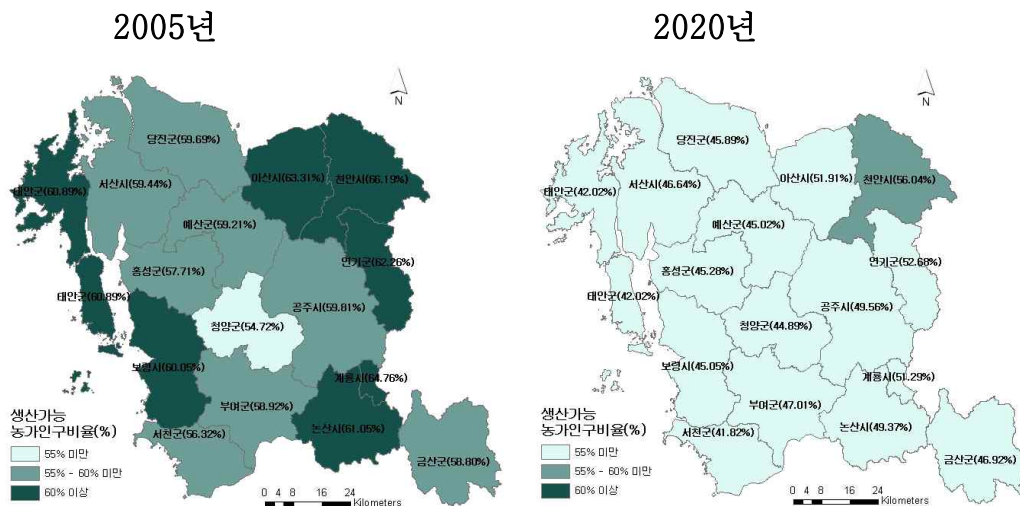 2005년
2020년
N
당진군(59.69%)
아산시(63.31%)
천안시(66.19%)
태안군(60.89%)
서산시(59.44%)
예산군(59.21%)
연기군(62.26%)
홍성군(57.71%)
태안군(60.89%)
공주시(59.81%)
청양군(54.72%)
보령시(60.05%)
계룡시(64.76%)
부여군(58.92%)
논산시(61.05%)
서천군(56.32%)
금산군(58.80%)
생산가능
농가인구비율(%)
55% 미만
55% - 60% 미만
60% 이상
0 4 8 16 24
Kilometers
N
당진군(45.89%)
아산시(51.91%)
천안시(56.04%)
태안군(42.02%)
서산시(46.64%)
예산군(45.02%)
연기군(52.68%)
홍성군(45.28%)
태안군(42.02%)
공주시(49.56%)
청양군(44.89%)
보령시(45.05%)
계룡시(51.29%)
부여군(47.01%)
논산시(49.37%)
서천군(41.82%)
금산군(46.92%)
생산가능
농가인구비율(%)
55% 미만
55% - 60% 미만
60% 이상
0 4 8 16 24
Kilometers